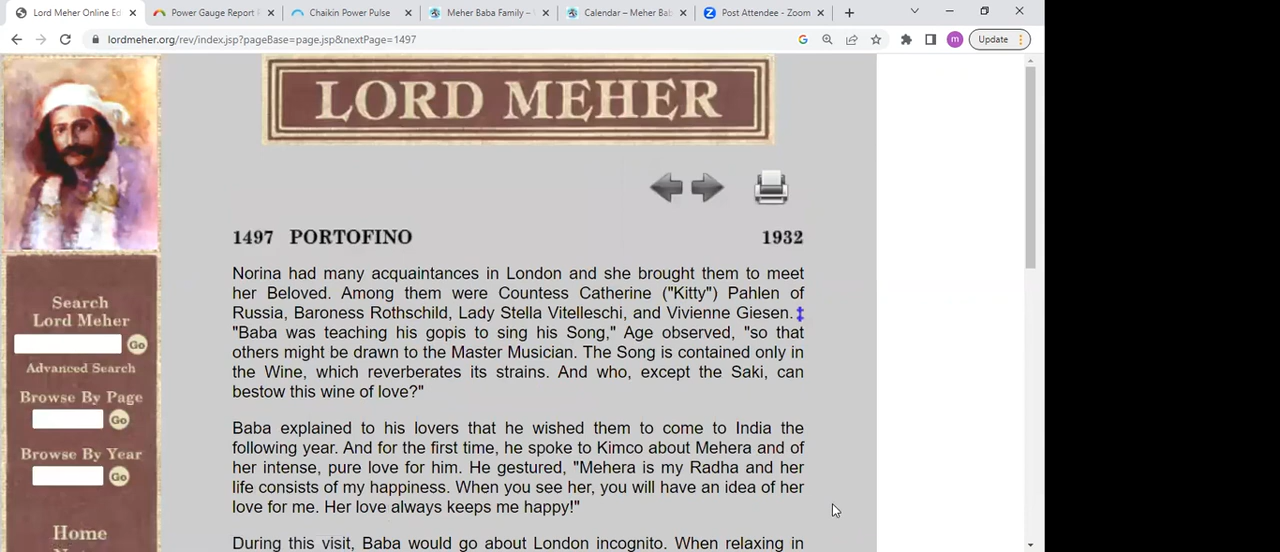 Lord Meher Online Ed
Power Gauge Report
Chaikin Power Pulse
Meher Baba Family –
Calendar – Meher Bab
Post Attendee - Zoom
lordmeher.org/rev/index.jsp?pageBase=page.jsp&nextPage=1497
m
Update
LORD MEHER
1497 PORTOFINO 1932
Norina had many acquaintances in London and she brought them to meet
her Beloved. Among them were Countess Catherine ("Kitty") Pahlen of
Russia, Baroness Rothschild, Lady Stella Vitelleschi, and Vivienne Giesen.‡
"Baba was teaching his gopis to sing his Song," Age observed, "so that
others might be drawn to the Master Musician. The Song is contained only in
the Wine, which reverberates its strains. And who, except the Saki, can
bestow this wine of love?"
Baba explained to his lovers that he wished them to come to India the
following year. And for the first time, he spoke to Kimco about Mehera and of
her intense, pure love for him. He gestured, "Mehera is my Radha and her
life consists of my happiness. When you see her, you will have an idea of her
love for me. Her love always keeps me happy!"
During this visit, Baba would go about London incognito. When relaxing in
Search
Lord Meher
Go
Advanced Search
Browse By Page
Go
Browse By Year
Go
Home